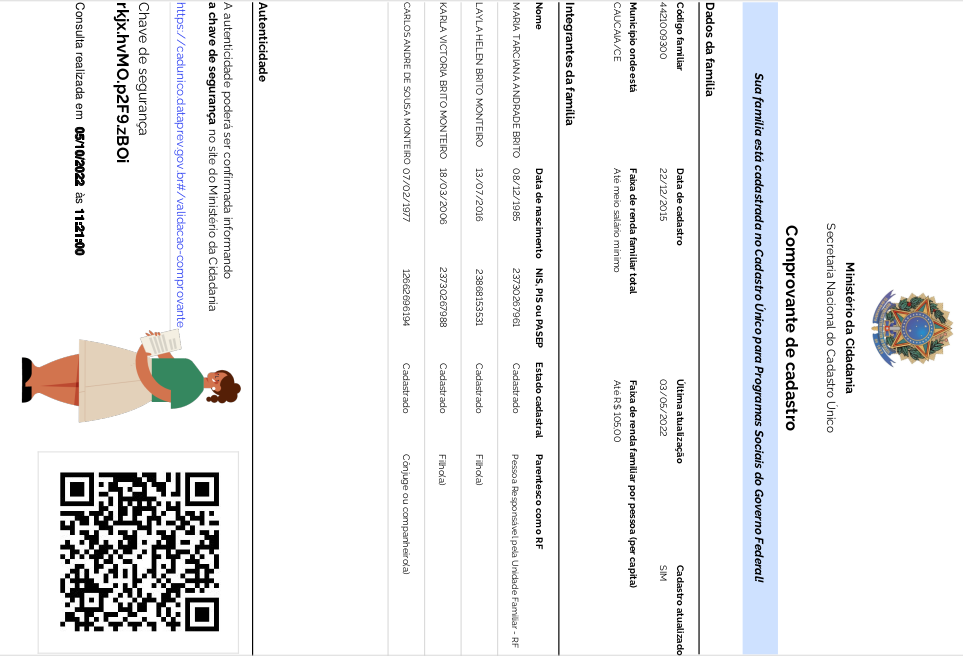 Ministério da Cidadania
Secretaria Nacional do Cadastro Único
Comprovante de cadastro
Sua família está cadastrada no Cadastro Único para Programas Sociais do Governo Federal!
Dados da família
Código familiar Data de cadastro Última atualização Cadastro atualizado
4421009300 22/12/2015 03/05/2022 SIM
Município onde está Faixa de renda familiar total Faixa de renda familiar por pessoa (per capita)
CAUCAIA/CE Até meio salário mínimo Até R$ 105.00
Integrantes da família
Nome Data de nascimento NIS, PIS ou PASEP Estado cadastral Parentesco com o RF
MARIA TARCIANA ANDRADE BRITO 08/12/1985 23730267961 Cadastrado Pessoa Responsável pela Unidade Familiar - RF
LAYLA HELEN BRITO MONTEIRO 13/07/2016 23868153531 Cadastrado Filho(a)
KARLA VICTORIA BRITO MONTEIRO 18/03/2006 23730267988 Cadastrado Filho(a)
CARLOS ANDRE DE SOUSA MONTEIRO 07/02/1977 12662696194 Cadastrado Cônjuge ou companheiro(a)
Autenticidade
A autenticidade poderá ser confirmada informando
a chave de segurança no site do Ministério da Cidadania
https://cadunico.dataprev.gov.br#/validacao-comprovante
Chave de segurança
rkjx.hvMO.p2F9.zBOi
Consulta realizada em 05/10/2022 às 11:21:00